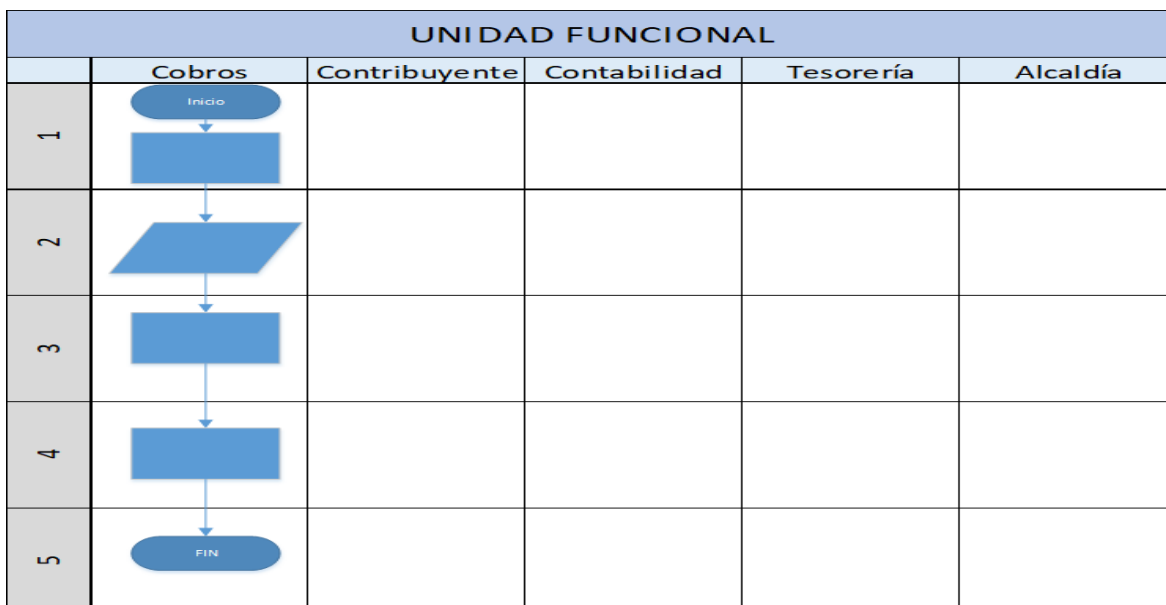 UNIDAD FUNCIONAL
Cobros Contribuyente Contabilidad Tesorería Alcaldía
Inicio
1
2
3
4
FIN
5